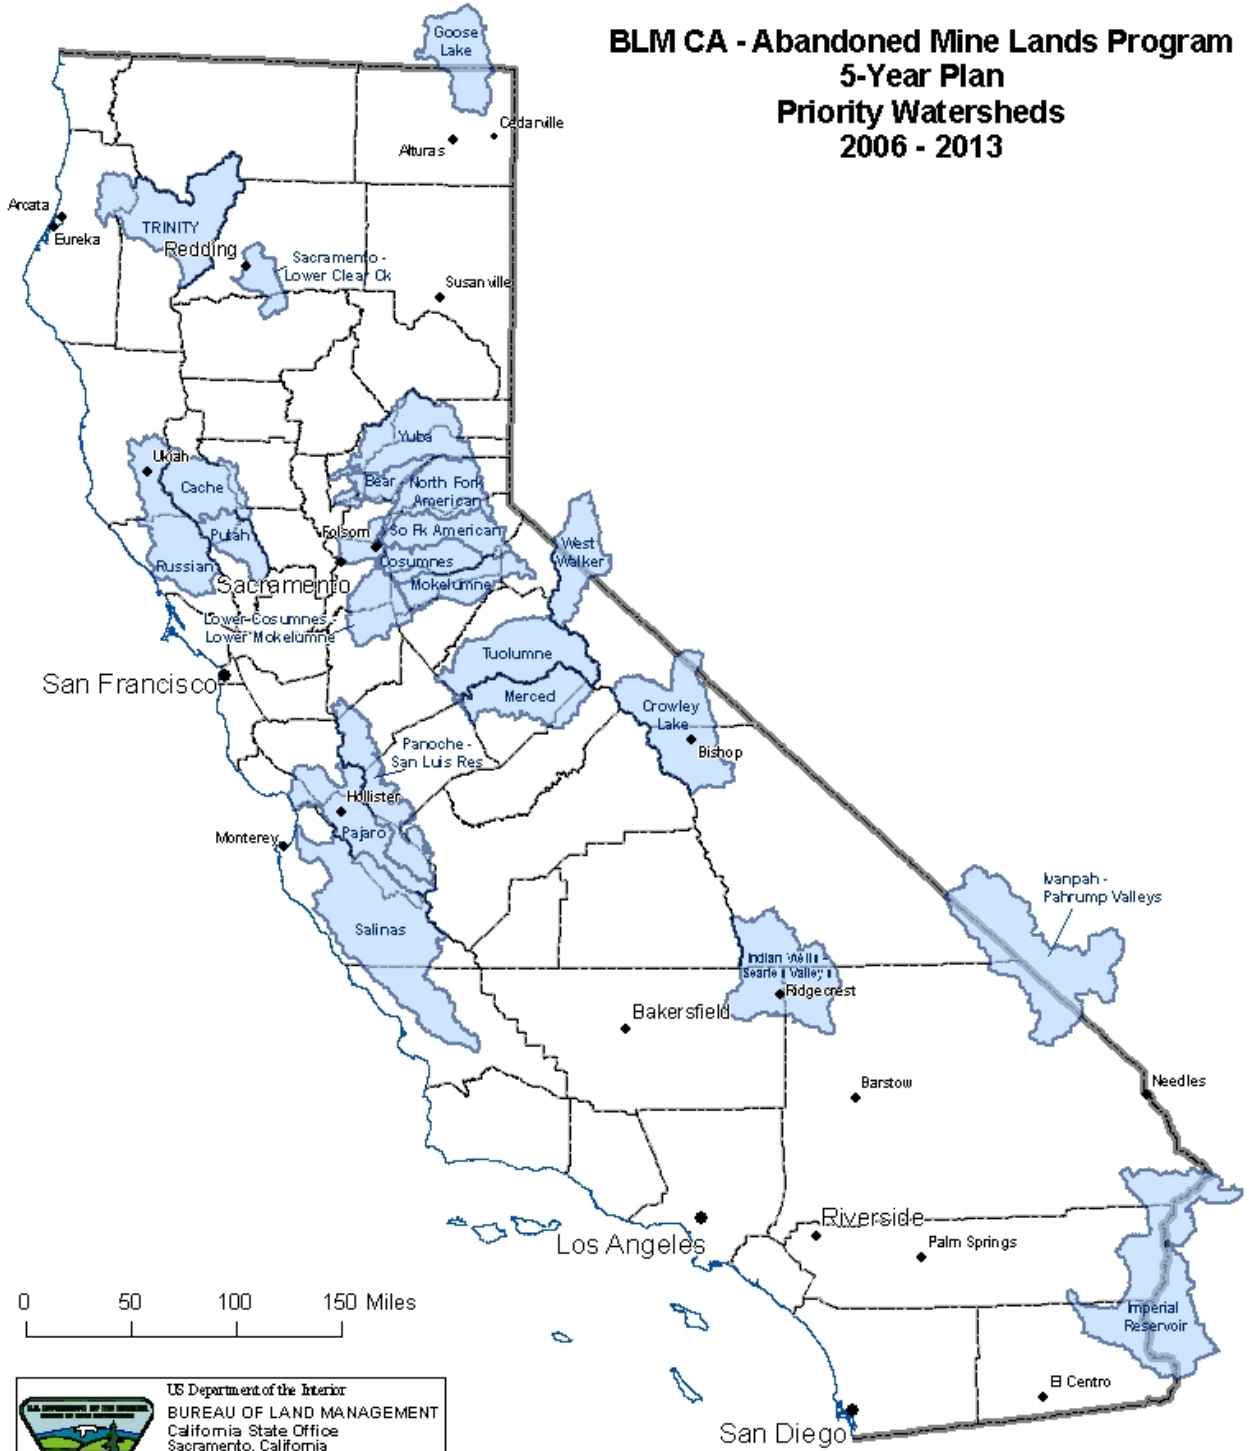 BLM CA - Abandoned Mine Lands Program
5-Year Plan
Priority Watersheds
2006 - 2013
Goose
Lake
Cedarville
Alturas
Arcata
Eureka
TRINITY
Redding
Sacramento -
Lower Clear Ck
Susanville
Yuba
Ukiah
Cache
Bear
North Fork
American
Putah
Folsom
So Fk American
West
Walker
Russian
Cosumnes
Sacramento
Mokelumne
Lower Cosumnes -
Lower Mokelumne
Tuolumne
San Francisco
Merced
Crowley
Lake
Bishop
Panoche -
San Luis Res
Hollister
Monterey
Pajaro
Salinas
Ivanpah -
Pahrump Valleys
Indian Wells -
Searles Valleys
Ridgecrest
Bakersfield
Barstow
Needles
Riverside
Los Angeles
Palm Springs
Imperial
Reservoir
El Centro
San Diego
0 50 100 150 Miles
US Department of the Interior
BUREAU OF LAND MANAGEMENT
California State Office
Sacramento, California